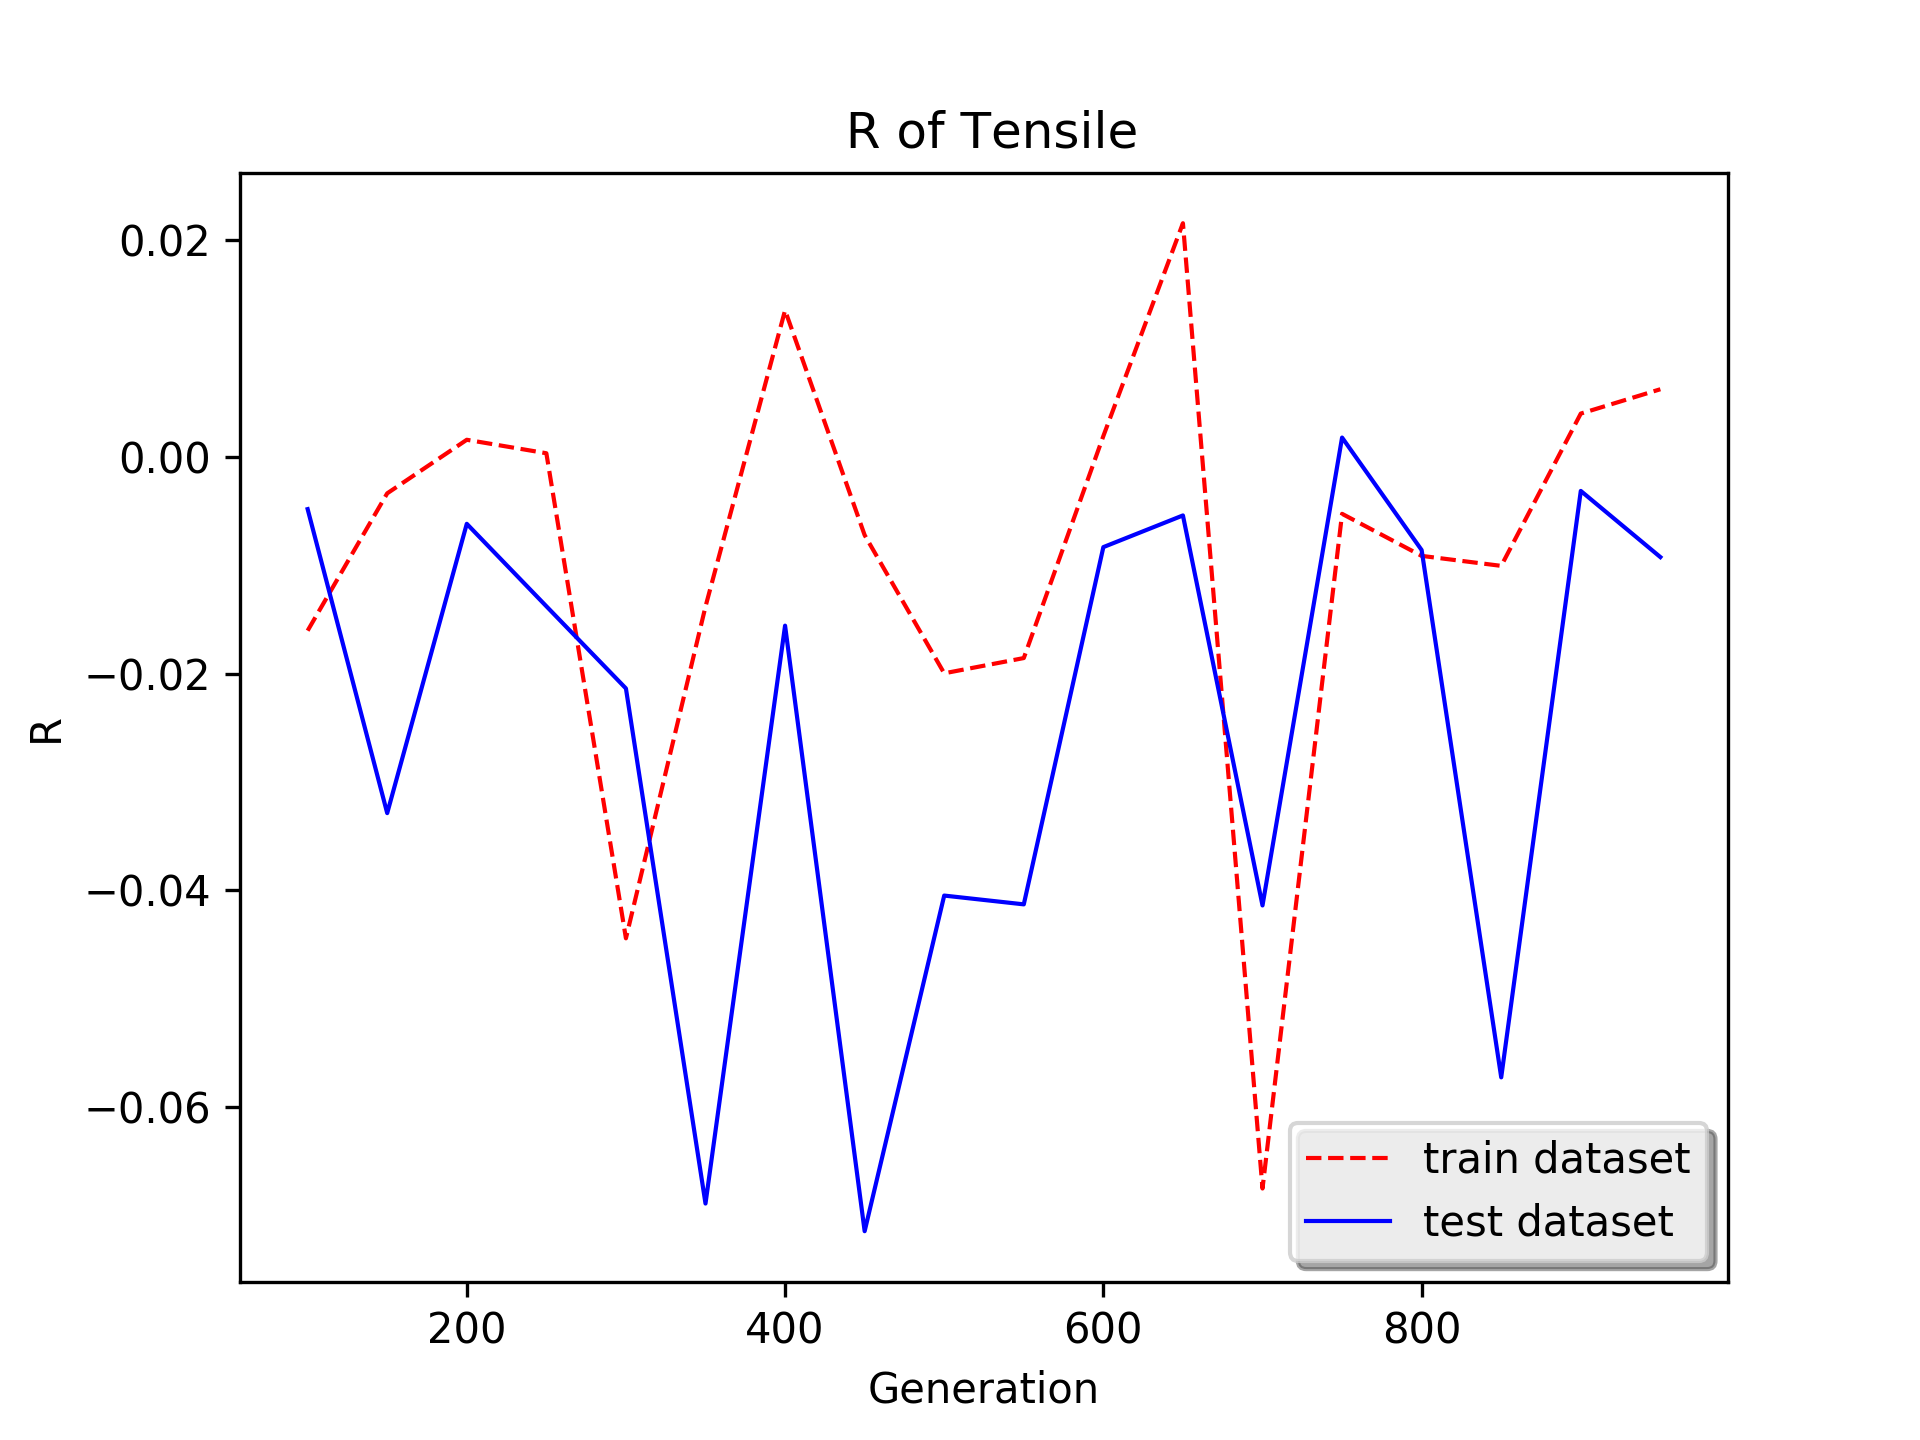 R of Tensile
0.02
0.00
−0.02
−0.04
−0.06
R
200 400 600 800
Generation
train dataset
test dataset